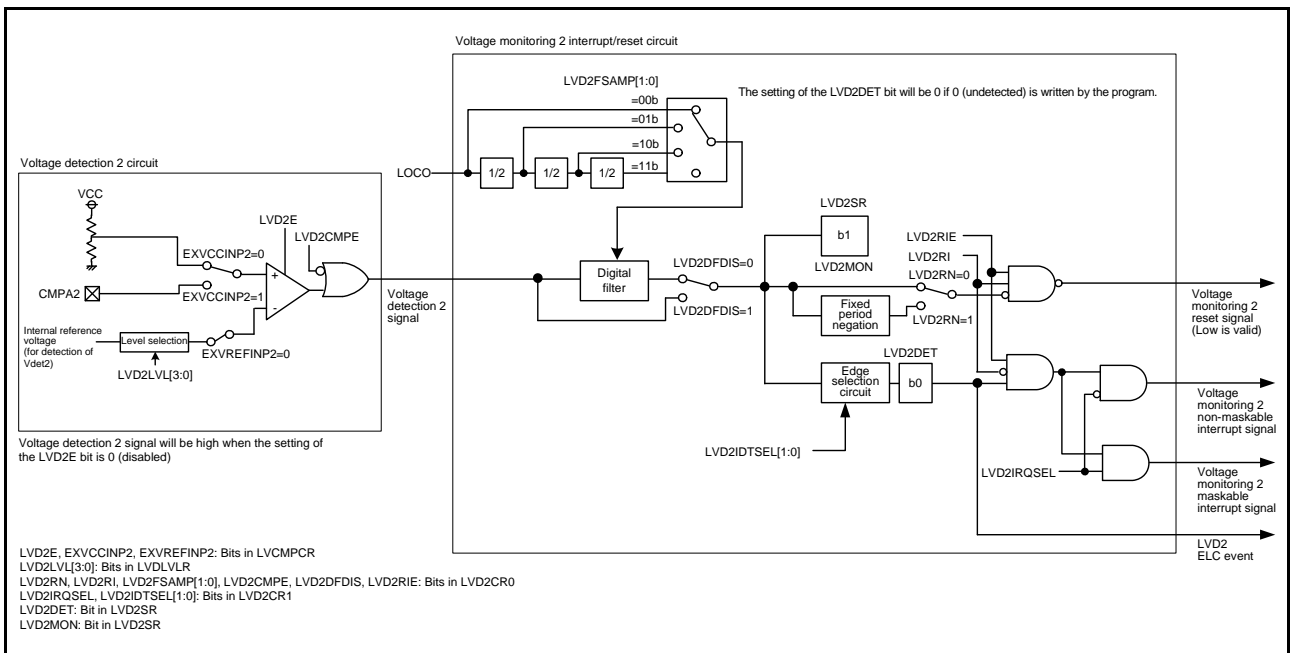 Voltage monitoring 2 interrupt/reset circuit
LVD2FSAMP[1:0]
The setting of the LVD2DET bit will be 0 if 0 (undetected) is written by the program.
=00b
=01b
=10b
=11b
LOCO
1/2
1/2
1/2
Voltage detection 2 circuit
VCC
LVD2E
LVD2CMPE
EXVCCINP2=0
+
CMPA2
EXVCCINP2=1
-
Internal reference
voltage
(for detection of
Vdet2)
Level selection
EXVREFINP2=0
LVD2LVL[3:0]
Voltage detection 2 signal will be high when the setting of
the LVD2E bit is 0 (disabled)
Voltage
detection 2
signal
Digital
filter
LVD2DFDIS=0
LVD2DFDIS=1
LVD2SR
b1
LVD2MON
LVD2RIE
LVD2RI
LVD2RN=0
Fixed
period
negation
LVD2RN=1
Voltage
monitoring 2
reset signal
(Low is valid)
LVD2DET
Edge
selection
circuit
b0
LVD2IDTSEL[1:0]
Voltage
monitoring 2
non-maskable
interrupt signal
LVD2IRQSEL
Voltage
monitoring 2
maskable
interrupt signal
LVD2
ELC event
LVD2E, EXVCCINP2, EXVREFINP2: Bits in LVCMPCR
LVD2LVL[3:0]: Bits in LVDLVLR
LVD2RN, LVD2RI, LVD2FSAMP[1:0], LVD2CMPE, LVD2DFDIS, LVD2RIE: Bits in LVD2CR0
LVD2IRQSEL, LVD2IDTSEL[1:0]: Bits in LVD2CR1
LVD2DET: Bit in LVD2SR
LVD2MON: Bit in LVD2SR